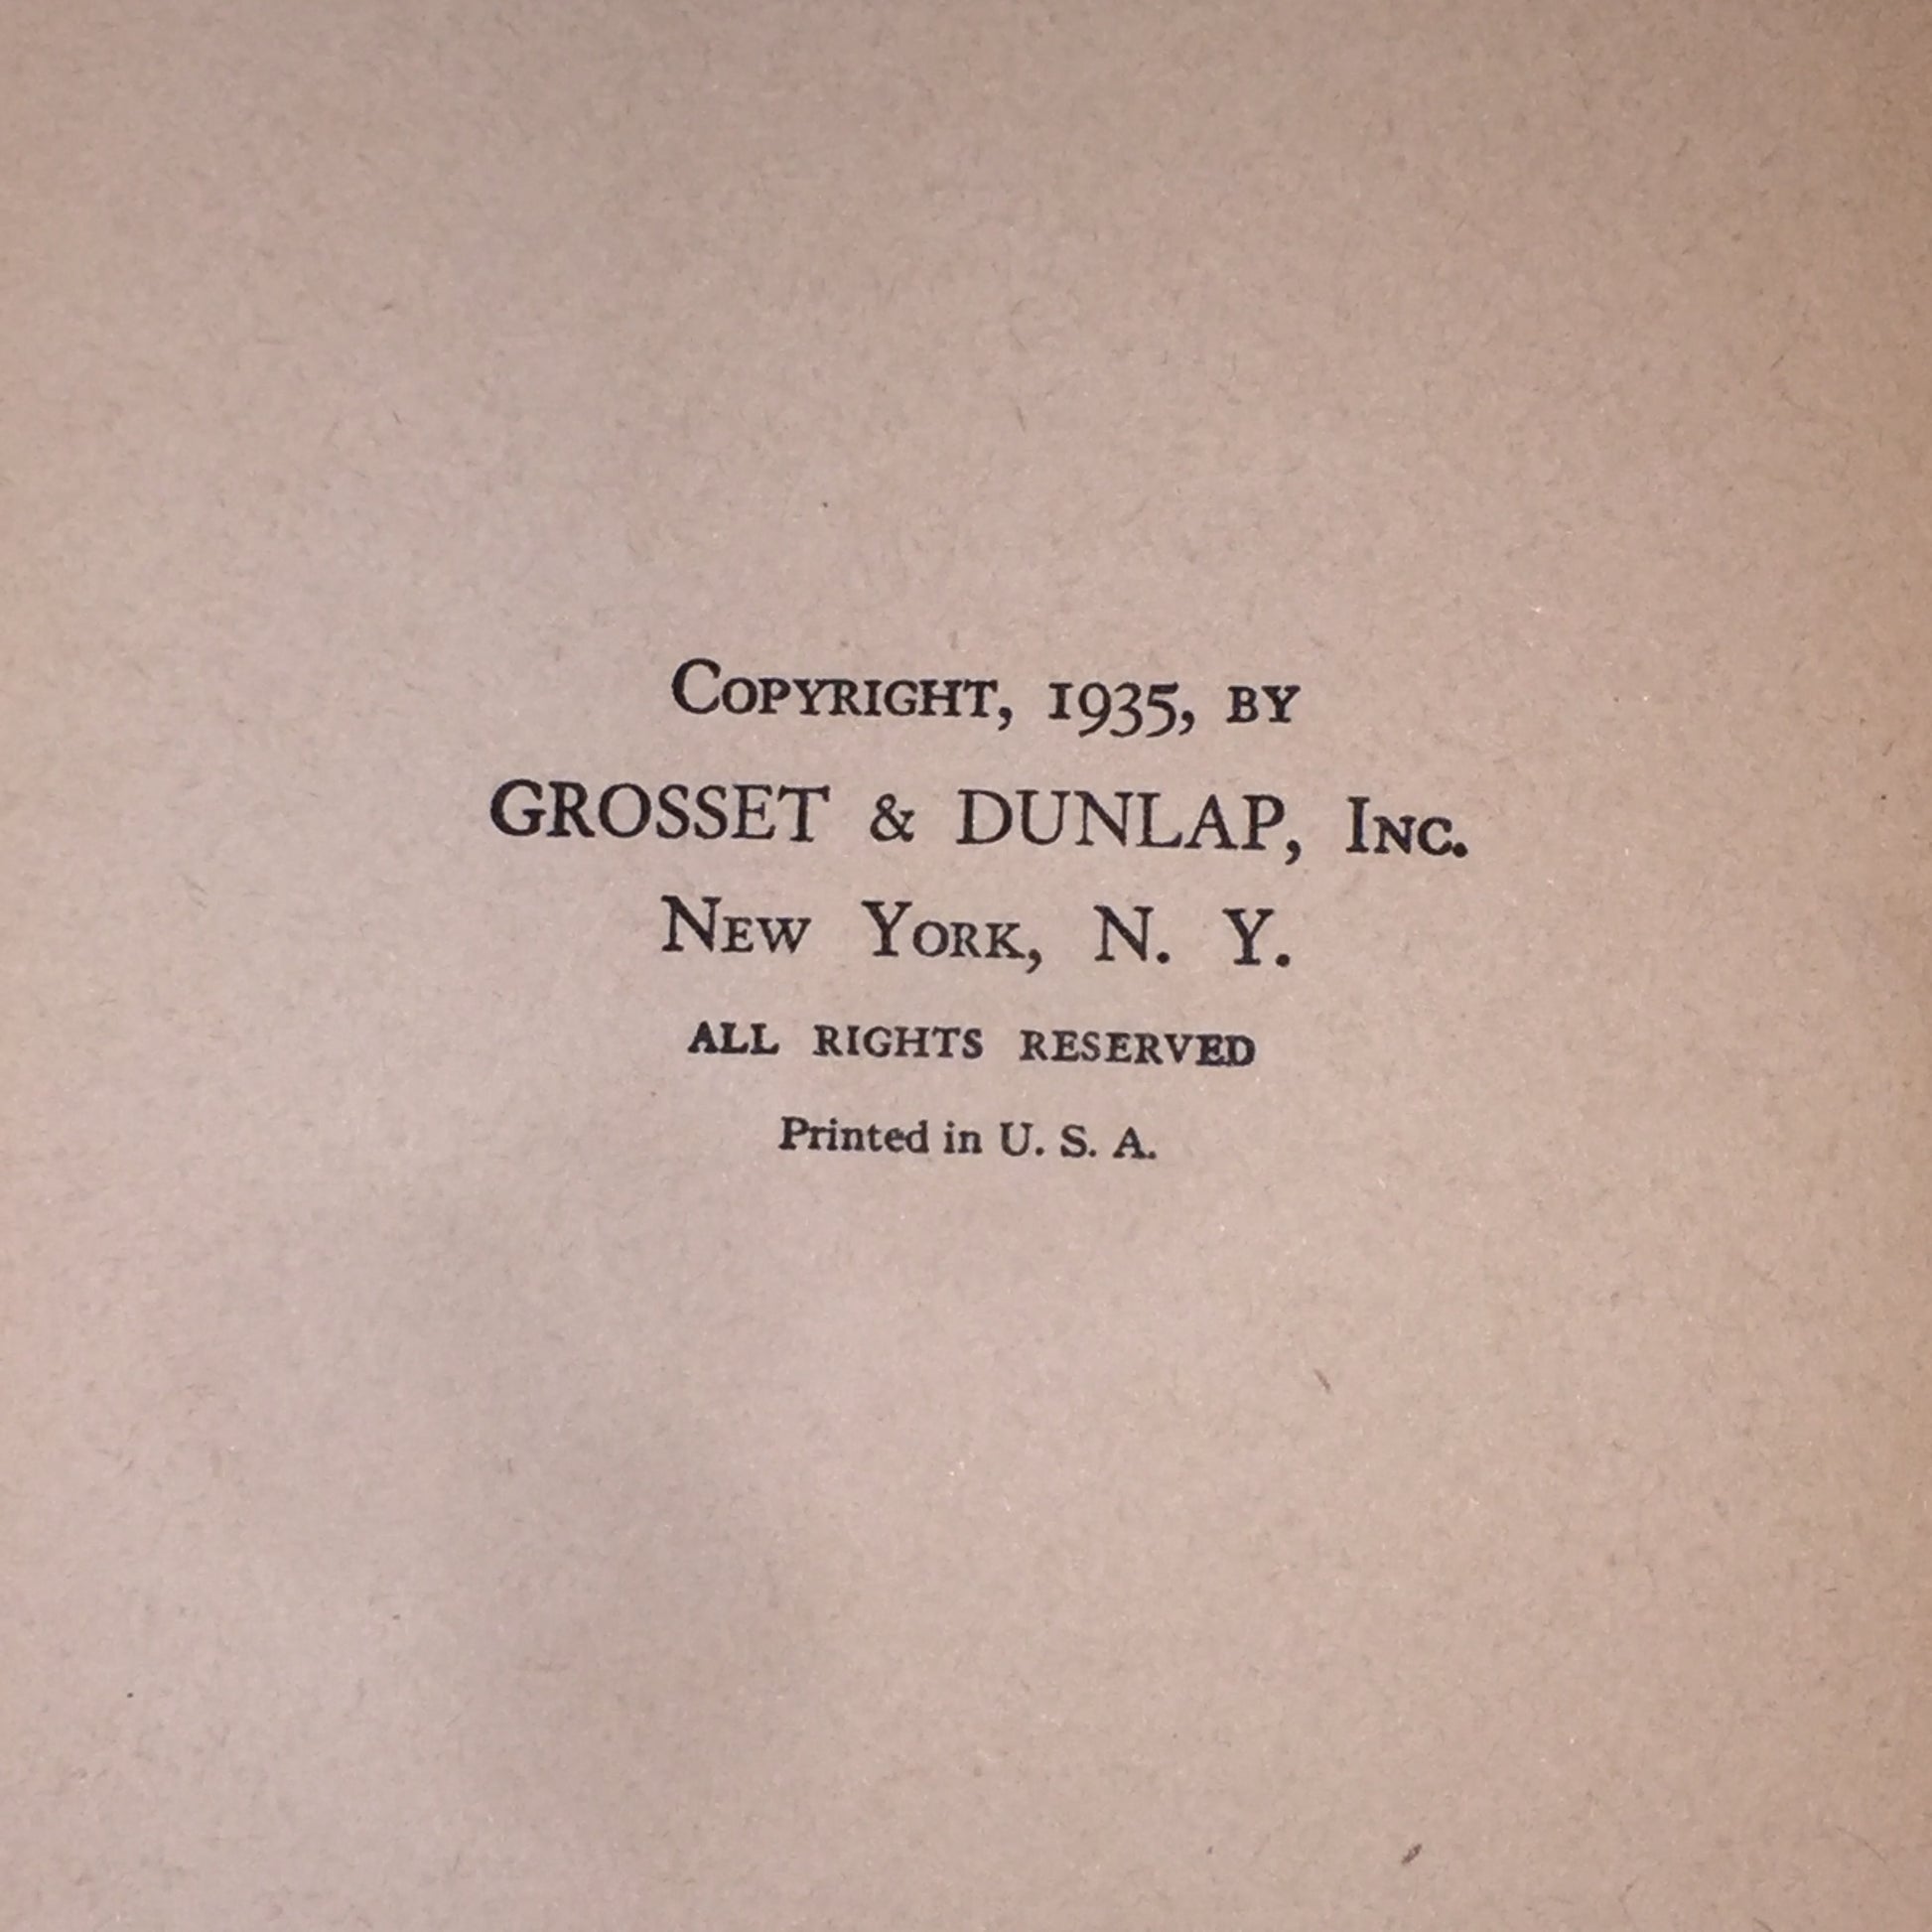 Copyright, 1935, by
GROSSET & DUNLAP, Inc.
New York, N. Y.
ALL RIGHTS RESERVED
Printed in U. S. A.